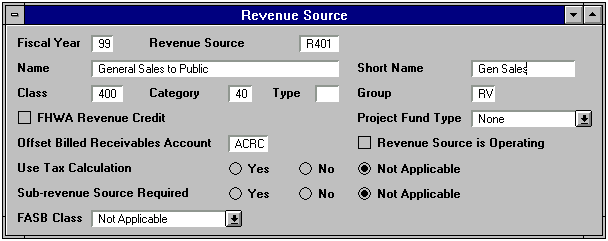 Revenue Source
Fiscal Year 99 Revenue Source R401
Name General Sales to Public Short Name Gen Sales
Class 400 Category 40 Type Group RV
FHWA Revenue Credit Project Fund Type None
Offset Billed Receivables Account ACRC Revenue Source is Operating
Use Tax Calculation Yes No Not Applicable
Sub-revenue Source Required Yes No Not Applicable
FASB Class Not Applicable